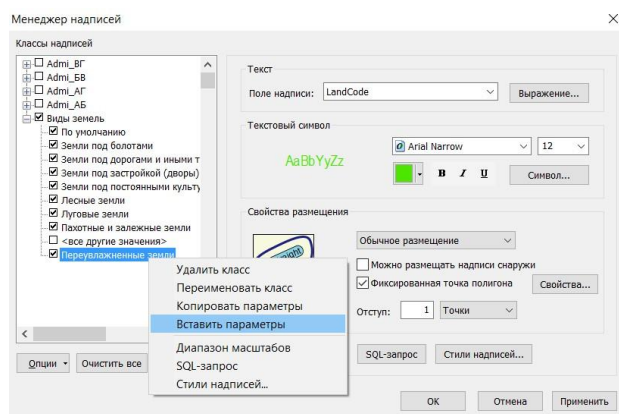 Менеджер надписей
Классы надписей
Admi_ВГ
Admi_БВ
Admi_АГ
Admi_АБ
Виды земель
По умолчанию
Земли под болотами
Земли под дорогами и иными т
Земли под застройкой (дворы)
Земли под постоянными культу
Лесные земли
Луговые земли
Пахотные и залежные земли
<все другие значения>
Переувлажненные земли
Удалить класс
Переименовать класс
Копировать параметры
Вставить параметры
Диапазон масштабов
SQL-запрос
Стили надписей...
Опции
Очистить все
Текст
Поле надписи: LandCode Выражение...
Текстовый символ
AaBbYyZz
Arial Narrow 12
B I U Символ...
Свойства размещения
Обычное размещение
Можно размещать надписи снаружи
Фиксированная точка полигона Свойства...
Отступ: 1 Точки
SQL-запрос Стили надписей...
OK Отмена Применить